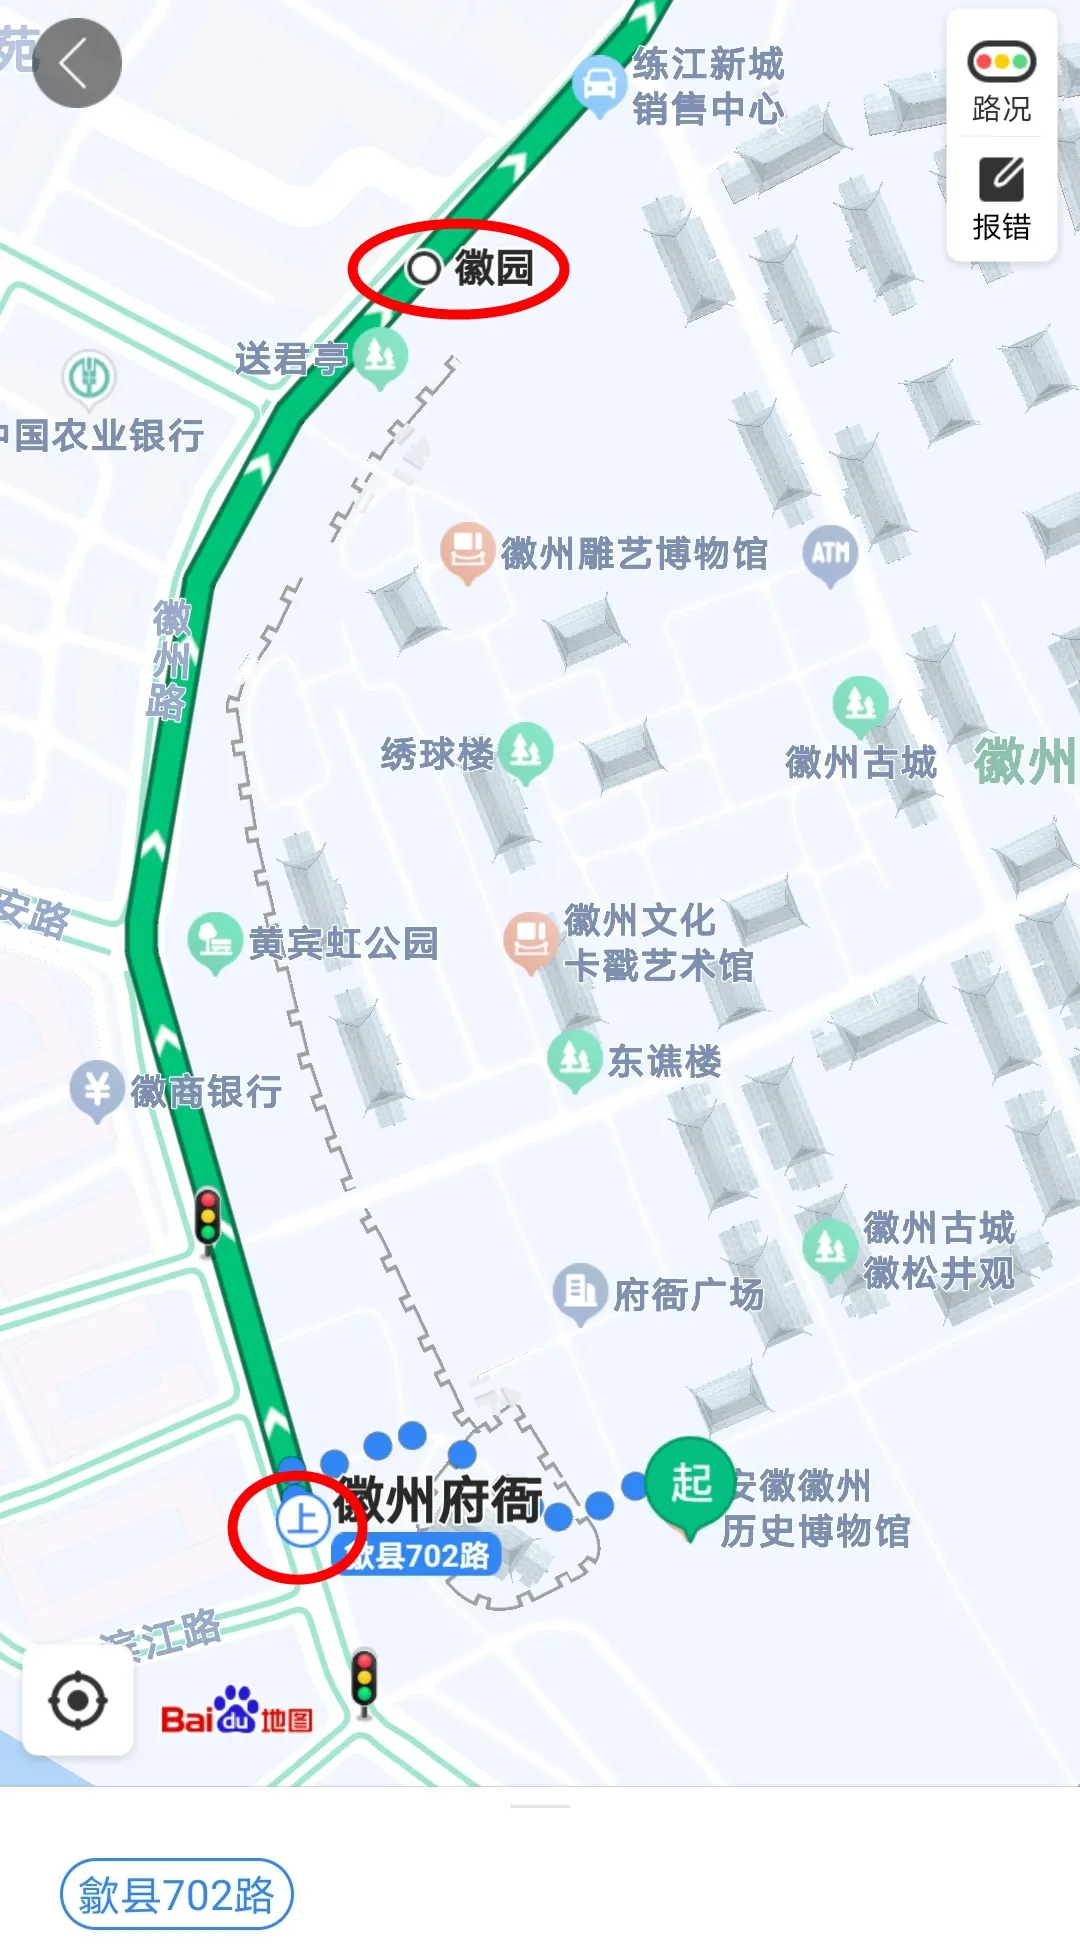 苑
练江新城
销售中心
路况
报错
徽园
送君亭
中国农业银行
徽州雕艺博物馆
ATM
徽州路
绣球楼
徽州古城
徽州
安路
黄宾虹公园
徽州文化
卡戳艺术馆
徽商银行
东谯楼
徽州古城
徽松井观
府衙广场
上
徽州府衙
歙县702路
起
安徽徽州
历史博物馆
滨江路
Bai du 地图
歙县702路